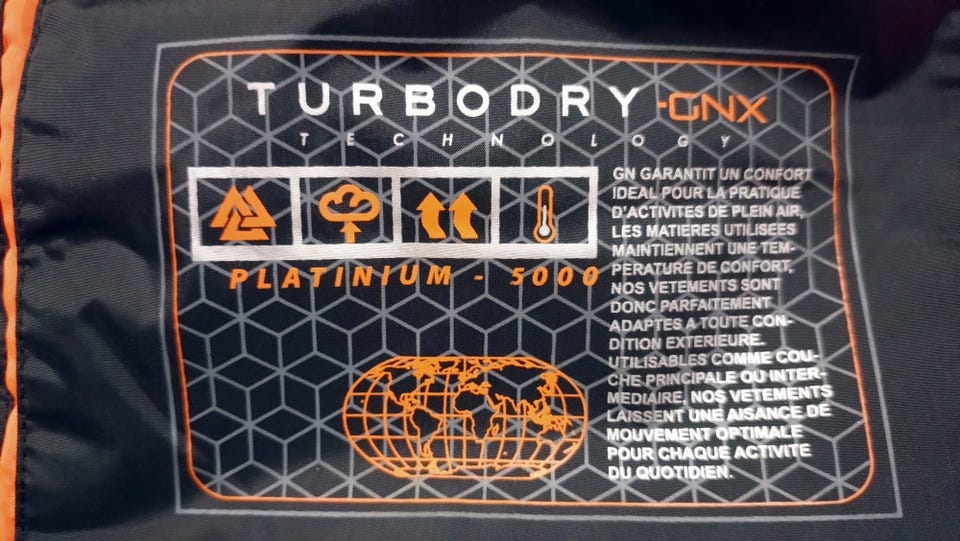 TURBODRY-GNX
TECHNOLOGY
PLATINIUM - 5000
GN GARANTIT UN CONFORT
IDEAL POUR LA PRATIQUE
D'ACTIVITES DE PLEIN AIR,
LES MATIÈRES UTILISEES
MAINTIENNENT UNE TEM-
PERATURE DE CONFORT,
NOS VETEMENTS SONT
DONC PARFAITEMENT
ADAPTES A TOUTE CON-
DITION EXTERIEURE.
UTILISABLES COMME COU-
CHE PRINCIPALE OU INTER-
MEDIAIRE, NOS VETEMENTS
LAISSENT UNE AISANCE DE
MOUVEMENT OPTIMALE
POUR CHAQUE ACTIVITE
DU QUOTIDIEN.